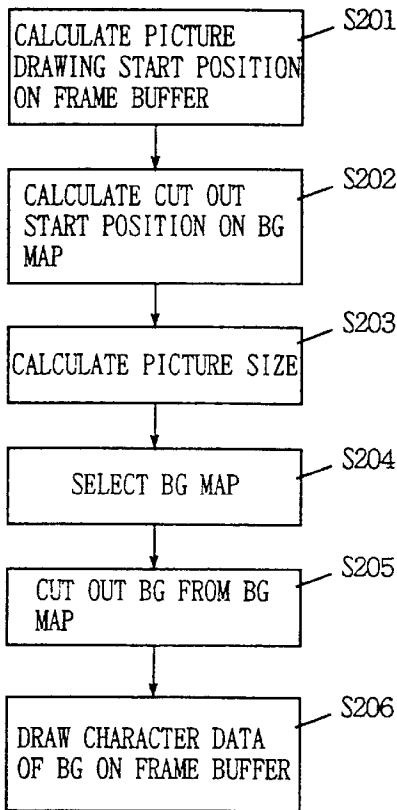 S201
CALCULATE PICTURE
DRAWING START POSITION
ON FRAME BUFFER
S202
CALCULATE CUT OUT
START POSITION ON BG
MAP
S203
CALCULATE PICTURE SIZE
S204
SELECT BG MAP
S205
CUT OUT BG FROM BG
MAP
S206
DRAW CHARACTER DATA
OF BG ON FRAME BUFFER